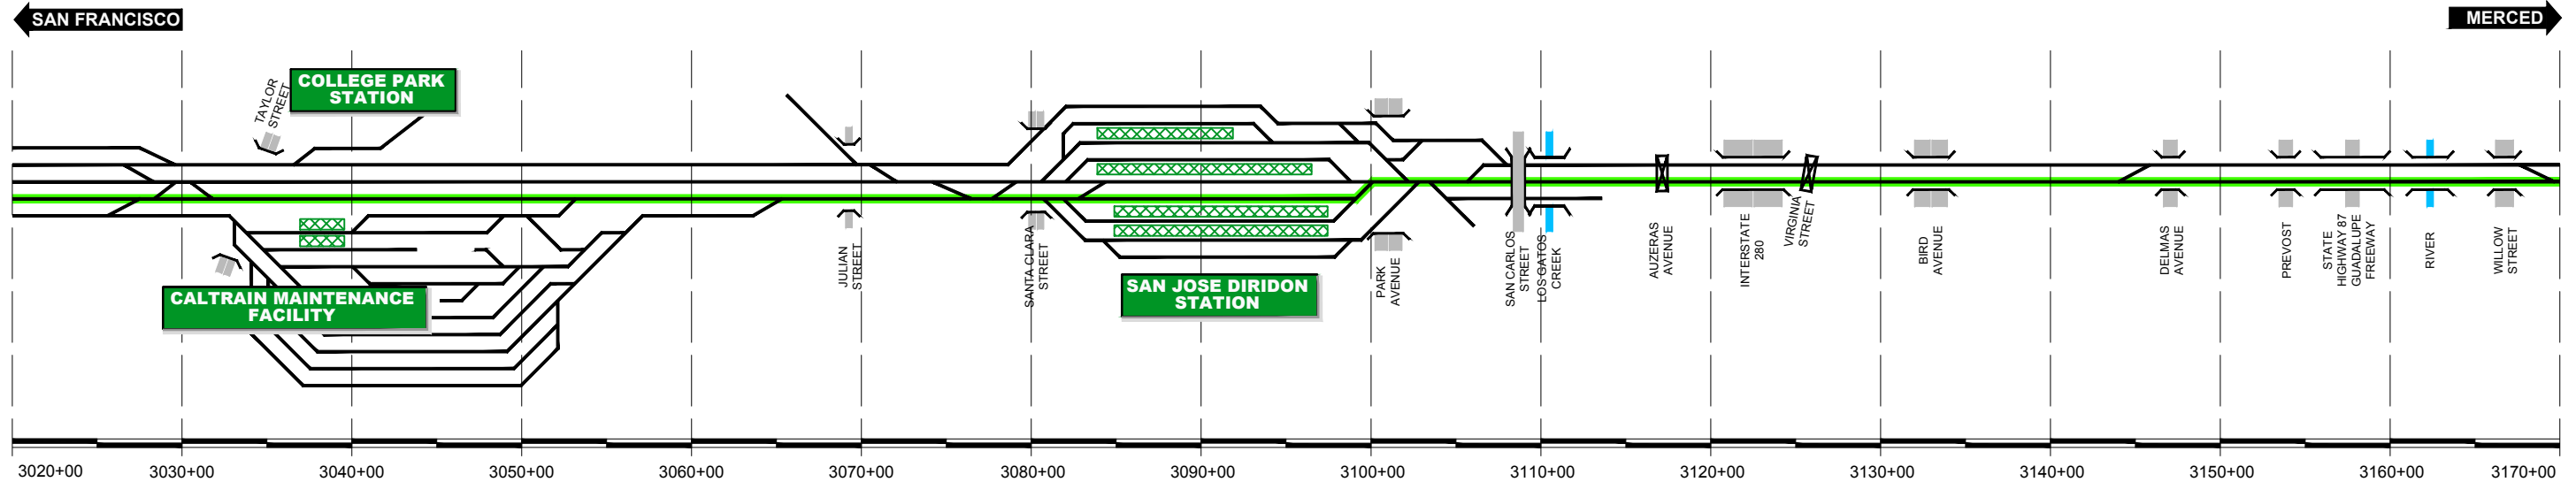 SAN FRANCISCO
MERCED
TAYLOR
STREET
COLLEGE PARK
STATION
CALTRAIN MAINTENANCE
FACILITY
JULIAN
STREET
SANTA CLARA
STREET
SAN JOSE DIRIDON
STATION
PARK
AVENUE
SAN CARLOS
STREET
LOS GATOS
CREEK
AUZERAS
AVENUE
INTERSTATE
280
VIRGINIA
STREET
BIRD
AVENUE
DELMAS
AVENUE
PREVOST
STATE
HIGHWAY 87
GUADALUPE
FREEWAY
RIVER
WILLOW
STREET
3020+00
3030+00
3040+00
3050+00
3060+00
3070+00
3080+00
3090+00
3100+00
3110+00
3120+00
3130+00
3140+00
3150+00
3160+00
3170+00